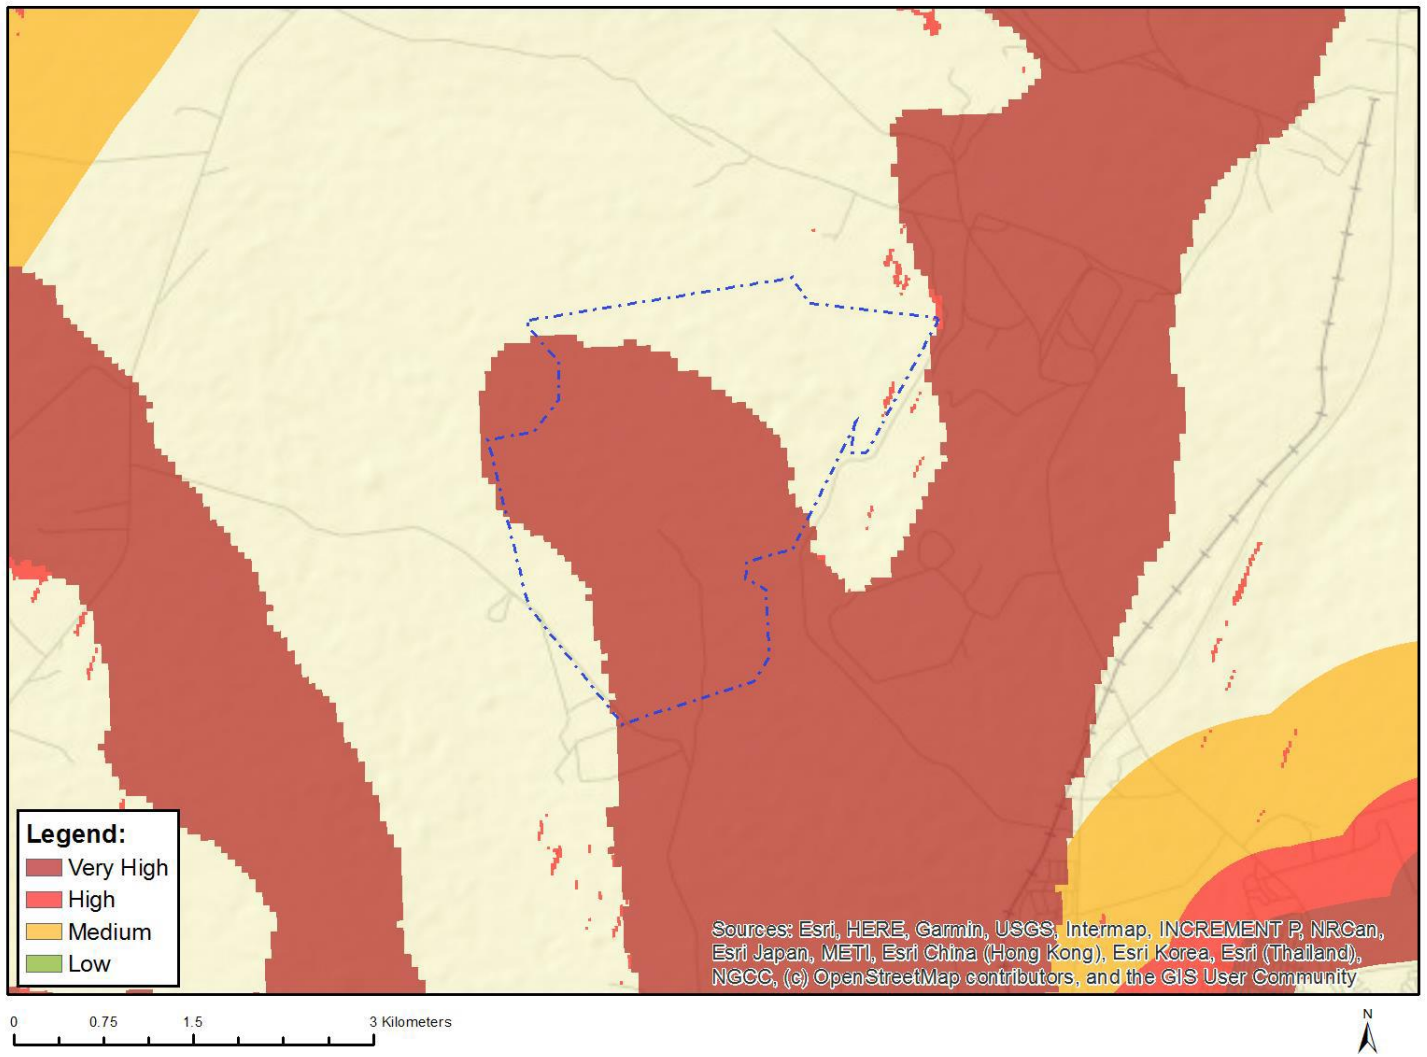 Legend:
Very High
High
Medium
Low
Sources: Esri, HERE, Garmin, USGS, Intermap, INCREMENT P, NRCan,
Esri Japan, METI, Esri China (Hong Kong), Esri Korea, Esri (Thailand),
NGCC, (c) OpenStreetMap contributors, and the GIS User Community
0 0.75 1.5 3 Kilometers
N